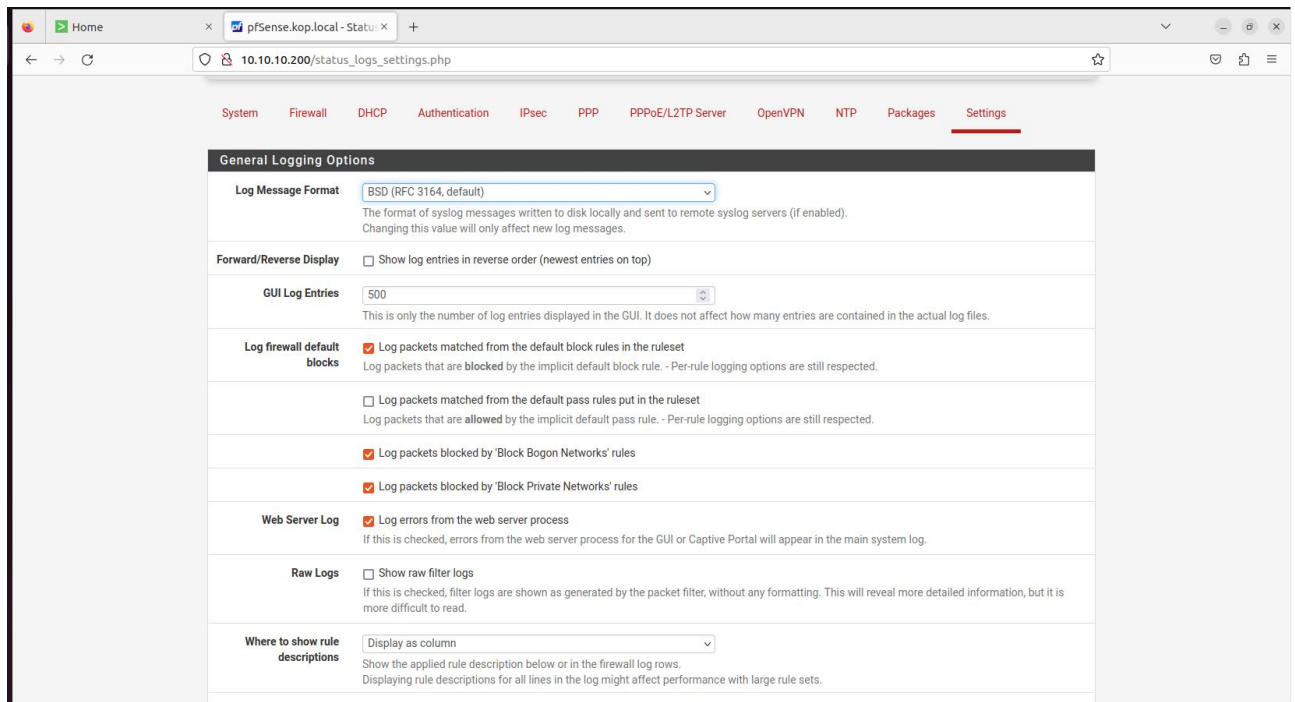 Home
pfSense.kop.local - Status
10.10.10.200/status_logs_settings.php
System Firewall DHCP Authentication IPsec PPP PPPoE/L2TP Server OpenVPN NTP Packages Settings
General Logging Options
Log Message Format
BSD (RFC 3164, default)
The format of syslog messages written to disk locally and sent to remote syslog servers (if enabled).
Changing this value will only affect new log messages.
Forward/Reverse Display
Show log entries in reverse order (newest entries on top)
GUI Log Entries
500
This is only the number of log entries displayed in the GUI. It does not affect how many entries are contained in the actual log files.
Log firewall default
blocks
Log packets matched from the default block rules in the ruleset
Log packets that are blocked by the implicit default block rule. - Per-rule logging options are still respected.
Log packets matched from the default pass rules put in the ruleset
Log packets that are allowed by the implicit default pass rule. - Per-rule logging options are still respected.
Log packets blocked by 'Block Bogon Networks' rules
Log packets blocked by 'Block Private Networks' rules
Web Server Log
Log errors from the web server process
If this is checked, errors from the web server process for the GUI or Captive Portal will appear in the main system log.
Raw Logs
Show raw filter logs
If this is checked, filter logs are shown as generated by the packet filter, without any formatting. This will reveal more detailed information, but it is
more difficult to read.
Where to show rule
descriptions
Display as column
Show the applied rule description below or in the firewall log rows.
Displaying rule descriptions for all lines in the log might affect performance with large rule sets.